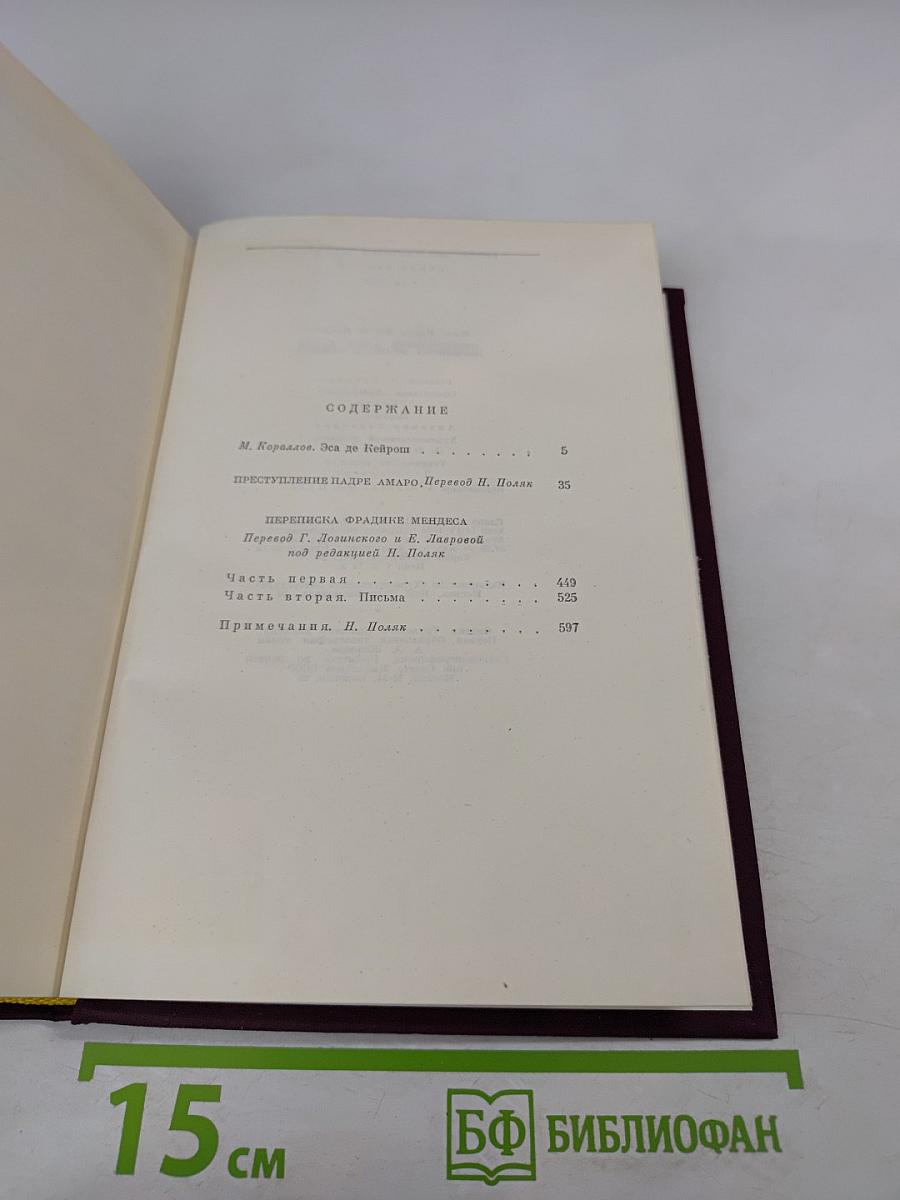 СОДЕРЖАНИЕ
М. Кораллов. Эса де Кейрош . . . . . . . . 5
ПРЕСТУПЛЕНИЕ ПАДРЕ АМАРО. Перевод Н. Поляк 35
ПЕРЕПИСКА ФРАДИКЕ МЕНДЕСА
Перевод Г. Лозинского и Е. Лавровой
под редакцией Н. Поляк
Часть первая . . . . . . . . . . . . 449
Часть вторая. Письма . . . . . . . . 525
Примечания. Н. Поляк . . . . . . . . 597
15 см
БФ БИБЛИОФАН